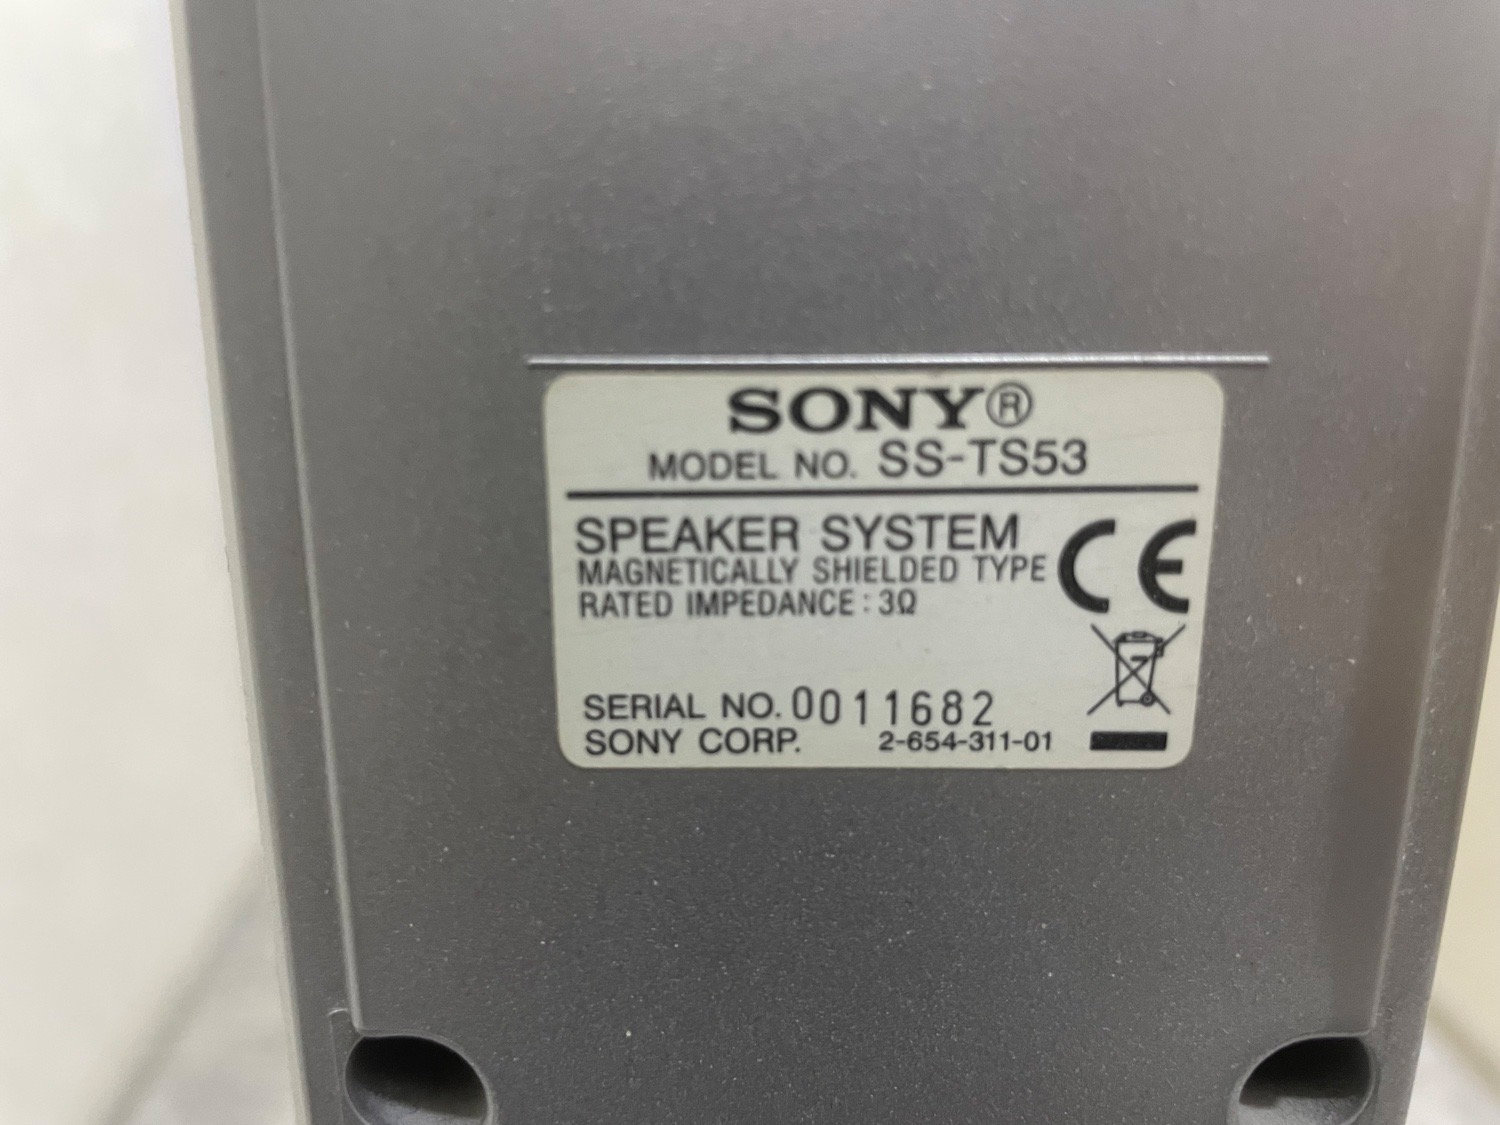 SONY®
MODEL NO. SS-TS53
SPEAKER SYSTEM
MAGNETICALLY SHIELDED TYPE
RATED IMPEDANCE : 3Ω
CE
SERIAL NO. 0011682
SONY CORP. 2-654-311-01